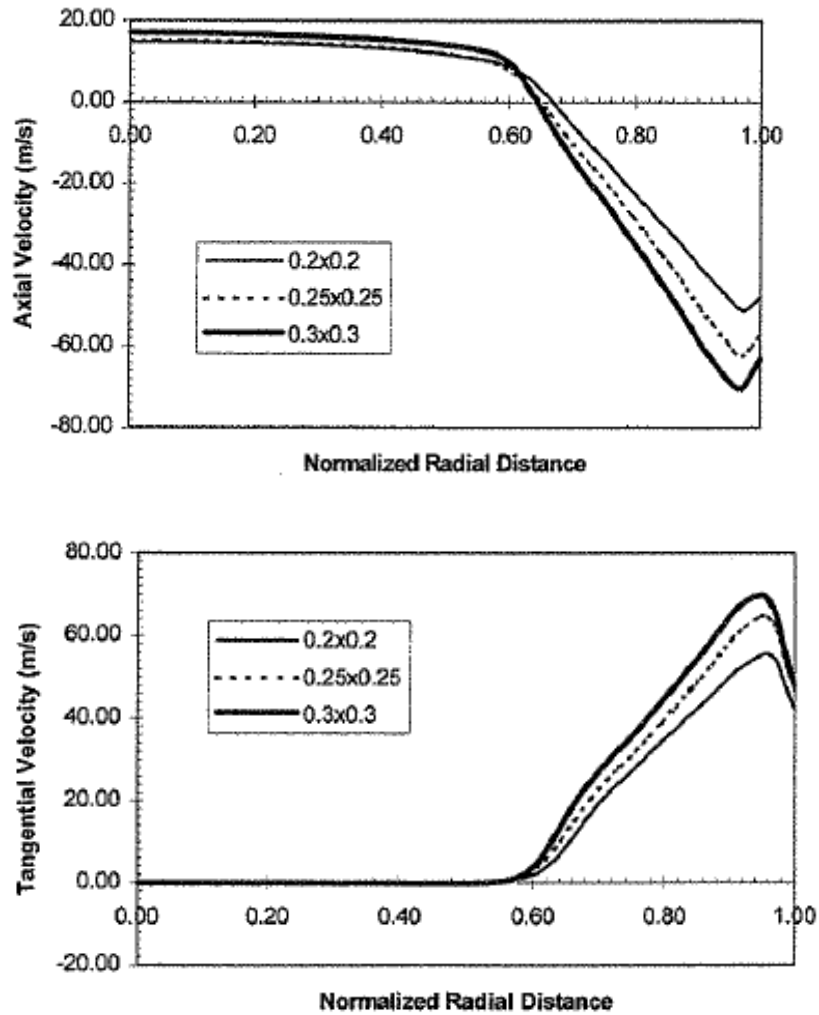 20.00
0.00
0.00 0.20 0.40 0.60 0.80 1.00
-20.00
-40.00
-60.00
-80.00
Axial Velocity (m/s)
0.2x0.2
0.25x0.25
0.3x0.3
Normalized Radial Distance
80.00
60.00
40.00
20.00
0.00
0.00 0.20 0.40 0.60 0.80 1.00
-20.00
Tangential Velocity (m/s)
0.2x0.2
0.25x0.25
0.3x0.3
Normalized Radial Distance